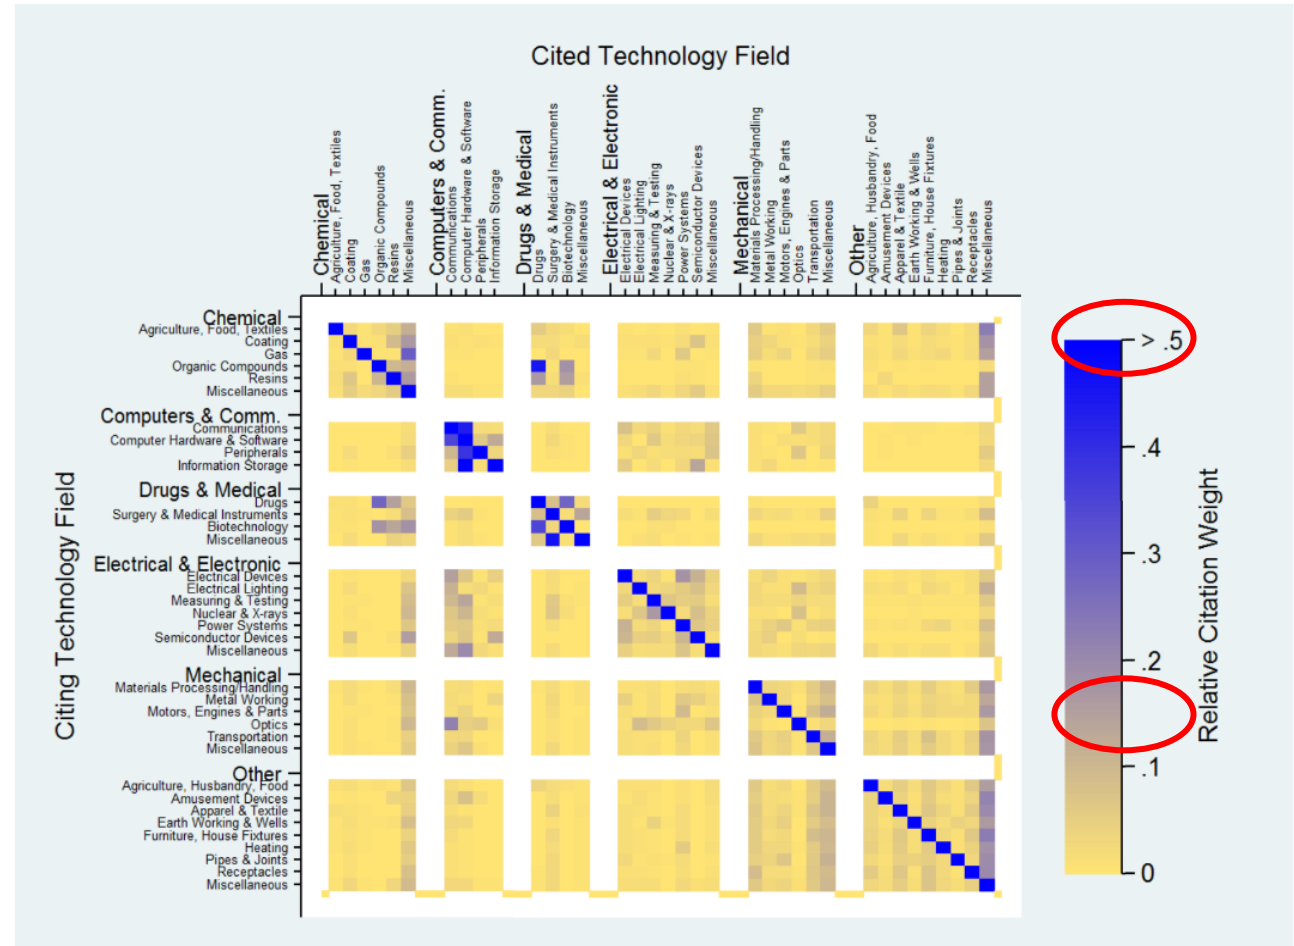 Cited Technology Field
Chemical
Agriculture, Food, Textiles
Coating
Gas
Organic Compounds
Resins
Miscellaneous
Computers & Comm.
Communications
Computer Hardware & Software
Peripherals
Information Storage
Drugs & Medical
Drugs
Surgery & Medical Instruments
Biotechnology
Miscellaneous
Electrical & Electronic
Electrical Devices
Electrical Lighting
Measuring & Testing
Nuclear & X-rays
Power Systems
Semiconductor Devices
Miscellaneous
Mechanical
Materials Processing/Handling
Metal Working
Motors, Engines & Parts
Optics
Transportation
Miscellaneous
Other
Agriculture, Husbandry, Food
Amusement Devices
Apparel & Textile
Earth Working & Wells
Furniture, House Fixtures
Heating
Pipes & Joints
Receptacles
Miscellaneous
Citing Technology Field
Chemical
Agriculture, Food, Textiles
Coating
Gas
Organic Compounds
Resins
Miscellaneous
Computers & Comm.
Communications
Computer Hardware & Software
Peripherals
Information Storage
Drugs & Medical
Drugs
Surgery & Medical Instruments
Biotechnology
Miscellaneous
Electrical & Electronic
Electrical Devices
Electrical Lighting
Measuring & Testing
Nuclear & X-rays
Power Systems
Semiconductor Devices
Miscellaneous
Mechanical
Materials Processing/Handling
Metal Working
Motors, Engines & Parts
Optics
Transportation
Miscellaneous
Other
Agriculture, Husbandry, Food
Amusement Devices
Apparel & Textile
Earth Working & Wells
Furniture, House Fixtures
Heating
Pipes & Joints
Receptacles
Miscellaneous
> .5
.4
.3
.2
.1
0
Relative Citation Weight